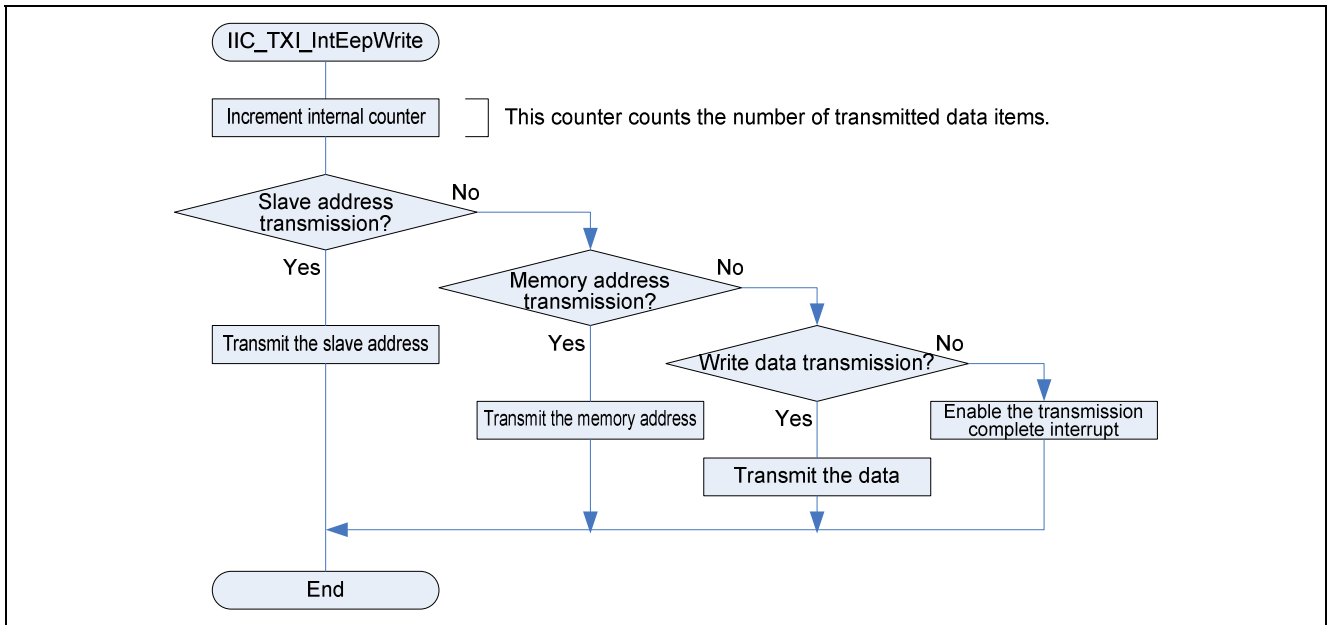 IIC_TXI_IntEepWrite
Increment internal counter
This counter counts the number of transmitted data items.
Slave address
transmission?
No
Yes
Memory address
transmission?
No
Yes
Transmit the slave address
Write data transmission?
No
Yes
Transmit the memory address
Enable the transmission
complete interrupt
Transmit the data
End